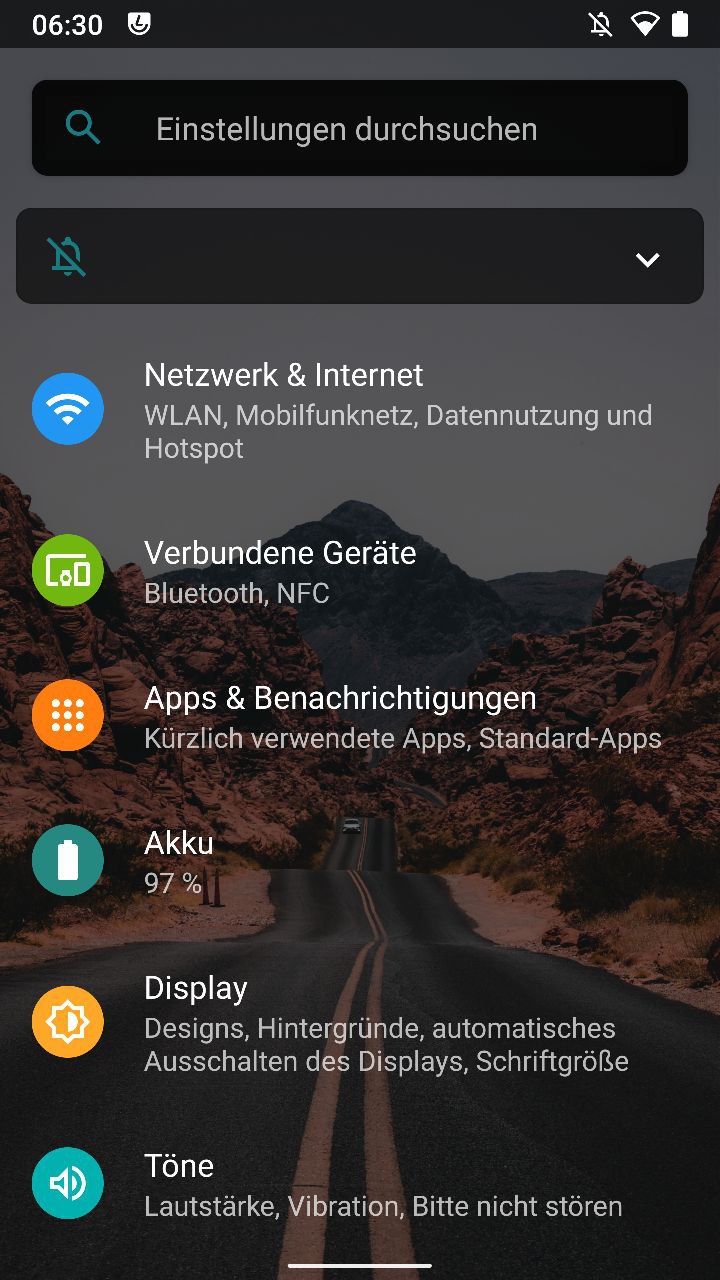 06:30
Einstellungen durchsuchen
Netzwerk & Internet
WLAN, Mobilfunknetz, Datennutzung und
Hotspot
Verbundene Geräte
Bluetooth, NFC
Apps & Benachrichtigungen
Kürzlich verwendete Apps, Standard-Apps
Akku
97 %
Display
Designs, Hintergründe, automatisches
Ausschalten des Displays, Schriftgröße
Töne
Lautstärke, Vibration, Bitte nicht stören